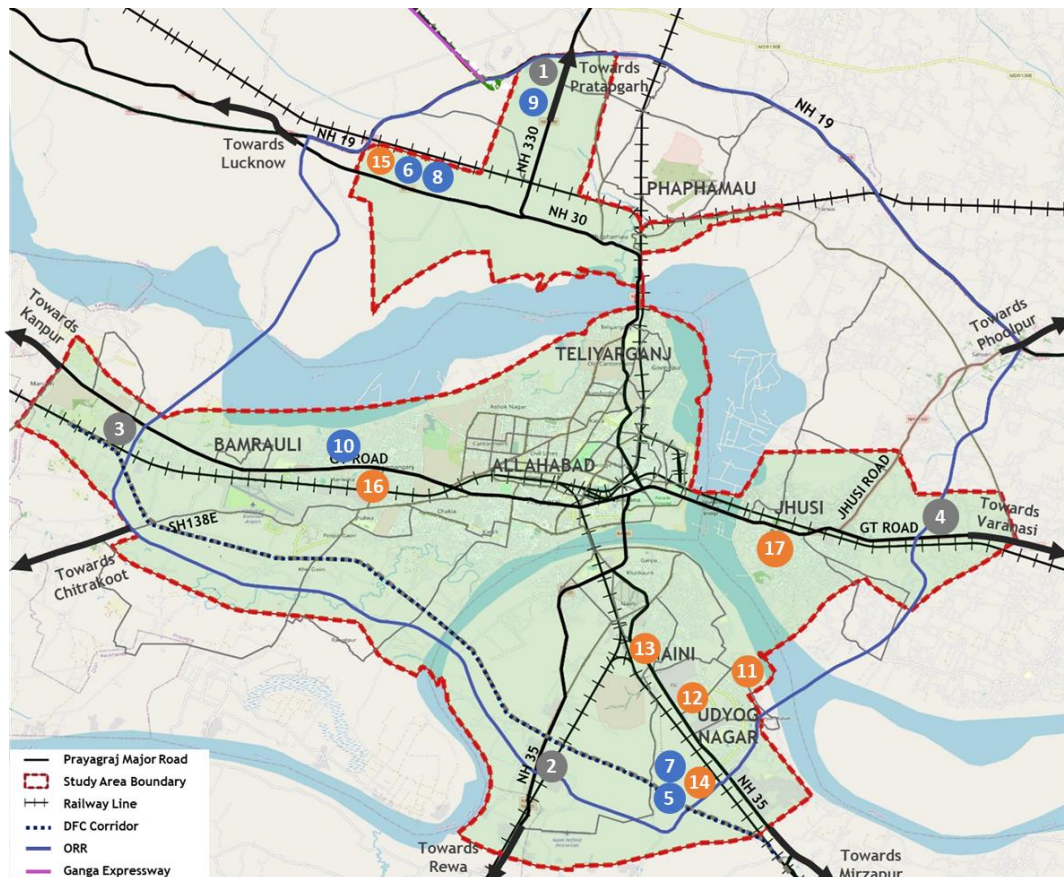 1
Towards
Pratapgarh
9
NH 19
NH 19
Towards
Lucknow
NH 330
15
6
8
PHAPHAMAU
NH 30
Towards
Kanpur
Towards
Phoolpur
TELIYARGANJ
3
BAMRAULI
10
GT ROAD
ALLAHABAD
16
JHUSI
JHUSI ROAD
4
Towards
Varanasi
GT ROAD
17
SH138E
Towards
Chitrakoot
13
NAINI
11
12
UDYOG
NAGAR
2
NH 35
7
14
5
NH 35
Towards
Rewa
Towards
Mirzapur
Prayagraj Major Road
Study Area Boundary
Railway Line
DFC Corridor
ORR
Ganga Expressway